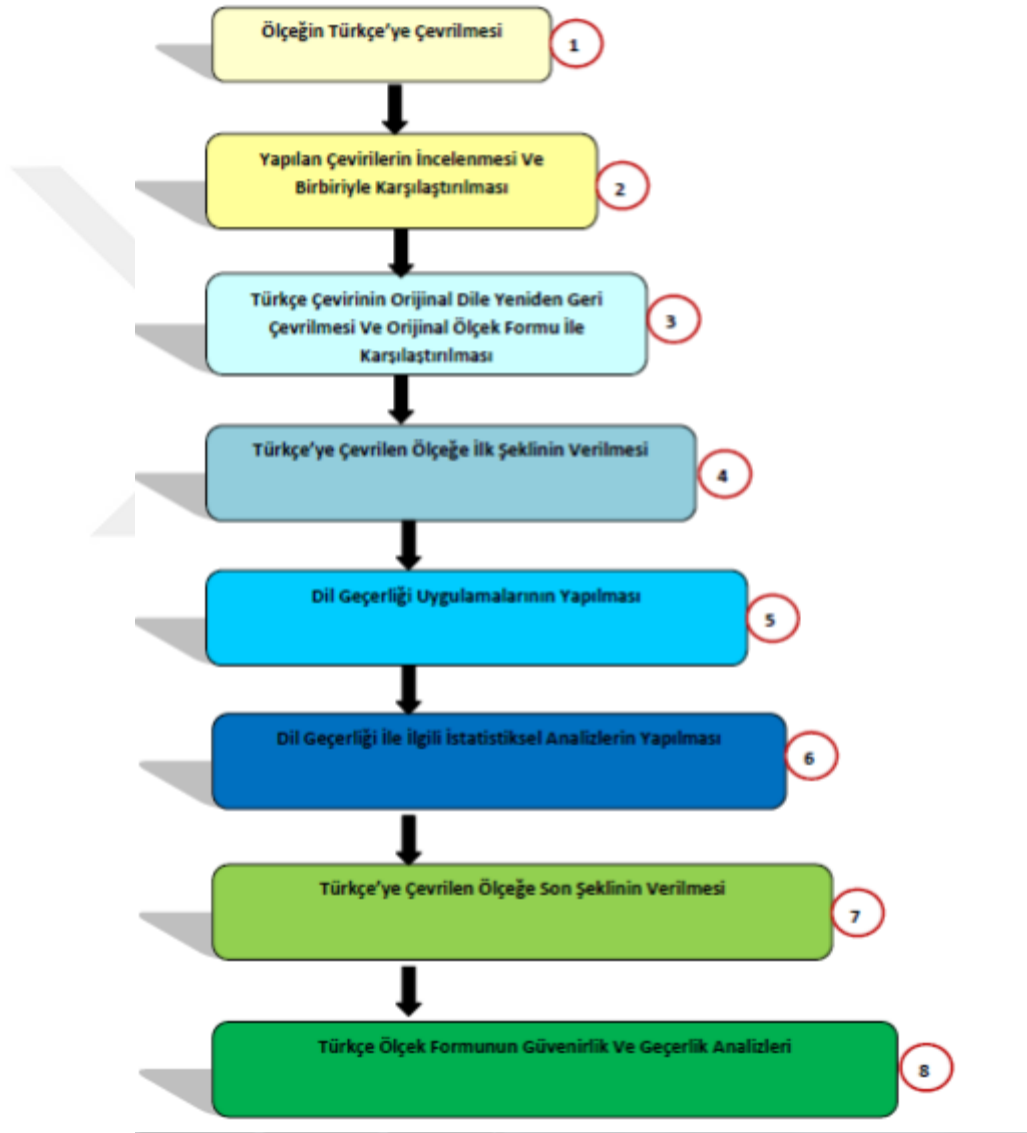 Ölçeğin Türkçe'ye Çevrilmesi
1
Yapılan Çevirilerin İncelenmesi Ve
Birbiriyle Karşılaştırılması
2
Türkçe Çevirinin Orijinal Dile Yeniden Geri
Çevrilmesi Ve Orijinal Ölçek Formu İle
Karşılaştırılması
3
Türkçe'ye Çevrilen Ölçeğe İlk Şeklinin Verilmesi
4
Dil Geçerliği Uygulamalarının Yapılması
5
Dil Geçerliği İle İlgili İstatistiksel Analizlerin Yapılması
6
Türkçe'ye Çevrilen Ölçeğe Son Şeklinin Verilmesi
7
Türkçe Ölçek Formunun Güvenirlik Ve Geçerlik Analizleri
8